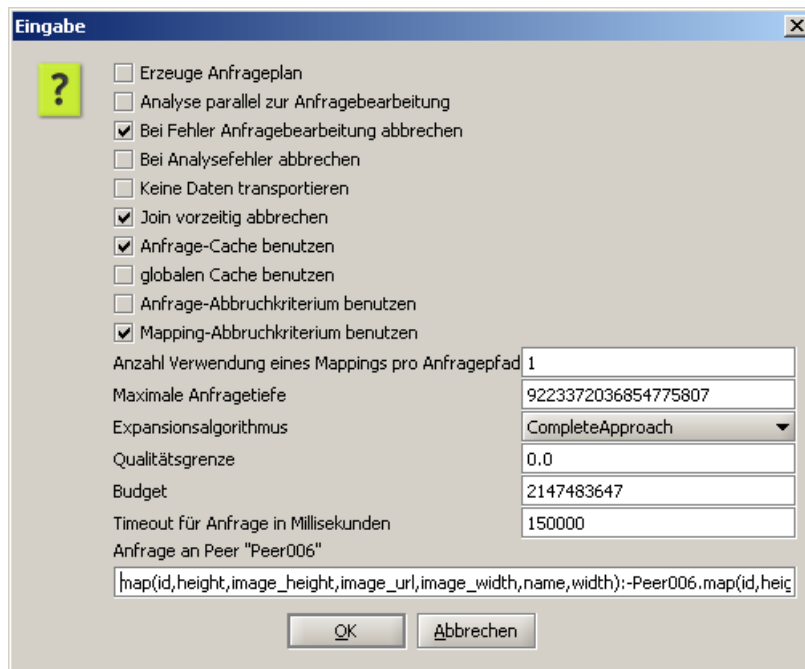 Eingabe
?
Erzeuge Anfrageplan
Analyse parallel zur Anfragebearbeitung
Bei Fehler Anfragebearbeitung abbrechen
Bei Analysefehler abbrechen
Keine Daten transportieren
Join vorzeitig abbrechen
Anfrage-Cache benutzen
globalen Cache benutzen
Anfrage-Abbruchkriterium benutzen
Mapping-Abbruchkriterium benutzen
Anzahl Verwendung eines Mappings pro Anfragepfad 1
Maximale Anfragetiefe 9223372036854775807
Expansionsalgorithmus CompleteApproach
Qualitätsgrenze 0.0
Budget 2147483647
Timeout für Anfrage in Millisekunden 150000
Anfrage an Peer "Peer006"
map(id,height,image_height,image_url,image_width,name,width):-Peer006.map(id,heig
OK Abbrechen